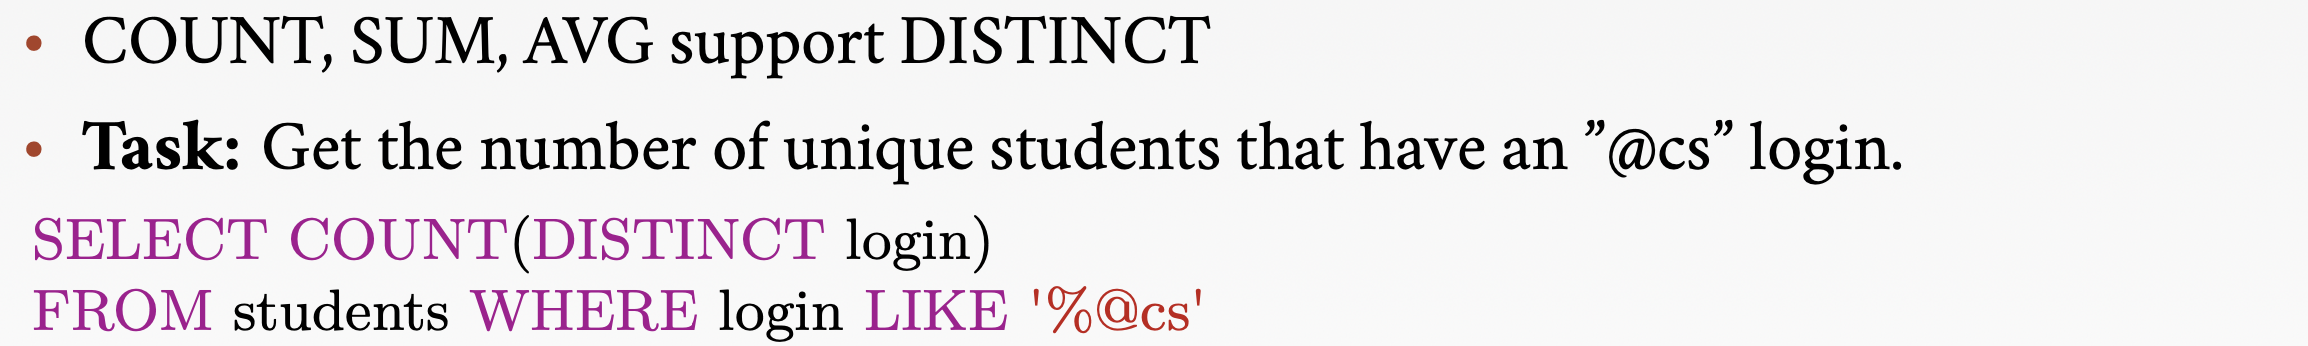 • COUNT, SUM, AVG support DISTINCT
• Task: Get the number of unique students that have an ”@cs” login.
SELECT COUNT(DISTINCT login)
FROM students WHERE login LIKE '%@cs'